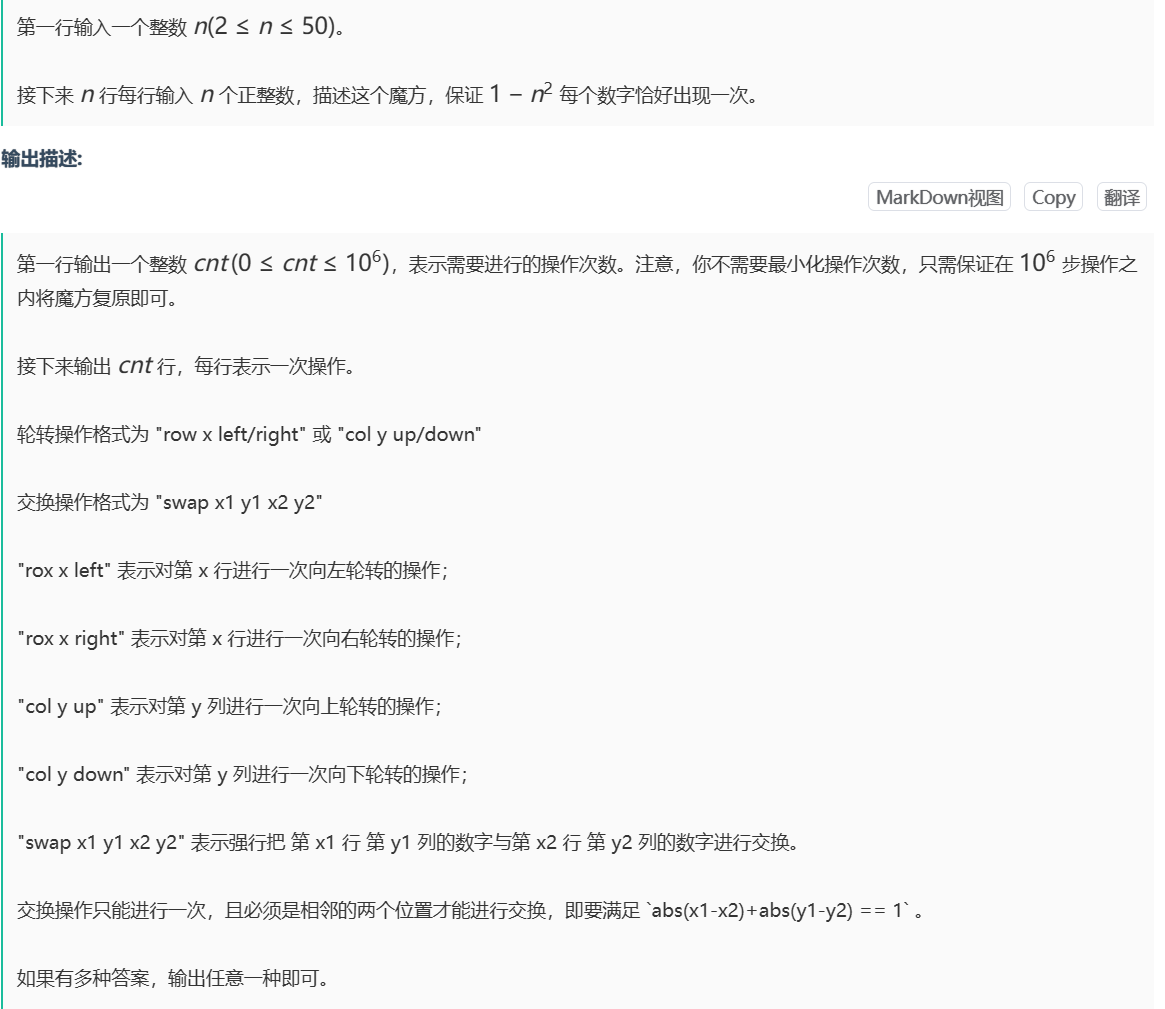 第一行输入一个整数 n(2 ≤ n ≤ 50)。
接下来 n 行每行输入 n 个正整数，描述这个魔方，保证 1 − n² 每个数字恰好出现一次。
输出描述:
MarkDown视图 Copy 翻译
第一行输出一个整数 cnt(0 ≤ cnt ≤ 10⁶)，表示需要进行的操作次数。注意，你不需要最小化操作次数，只需保证在 10⁶ 步操作之
内将魔方复原即可。
接下来输出 cnt 行，每行表示一次操作。
轮转操作格式为 "row x left/right" 或 "col y up/down"
交换操作格式为 "swap x1 y1 x2 y2"
"rox x left" 表示对第 x 行进行一次向左轮转的操作；
"rox x right" 表示对第 x 行进行一次向右轮转的操作；
"col y up" 表示对第 y 列进行一次向上轮转的操作；
"col y down" 表示对第 y 列进行一次向下轮转的操作；
"swap x1 y1 x2 y2" 表示强行把 第 x1 行 第 y1 列的数字与第 x2 行 第 y2 列的数字进行交换。
交换操作只能进行一次，且必须是相邻的两个位置才能进行交换，即要满足 `abs(x1-x2)+abs(y1-y2) == 1` 。
如果有多种答案，输出任意一种即可。